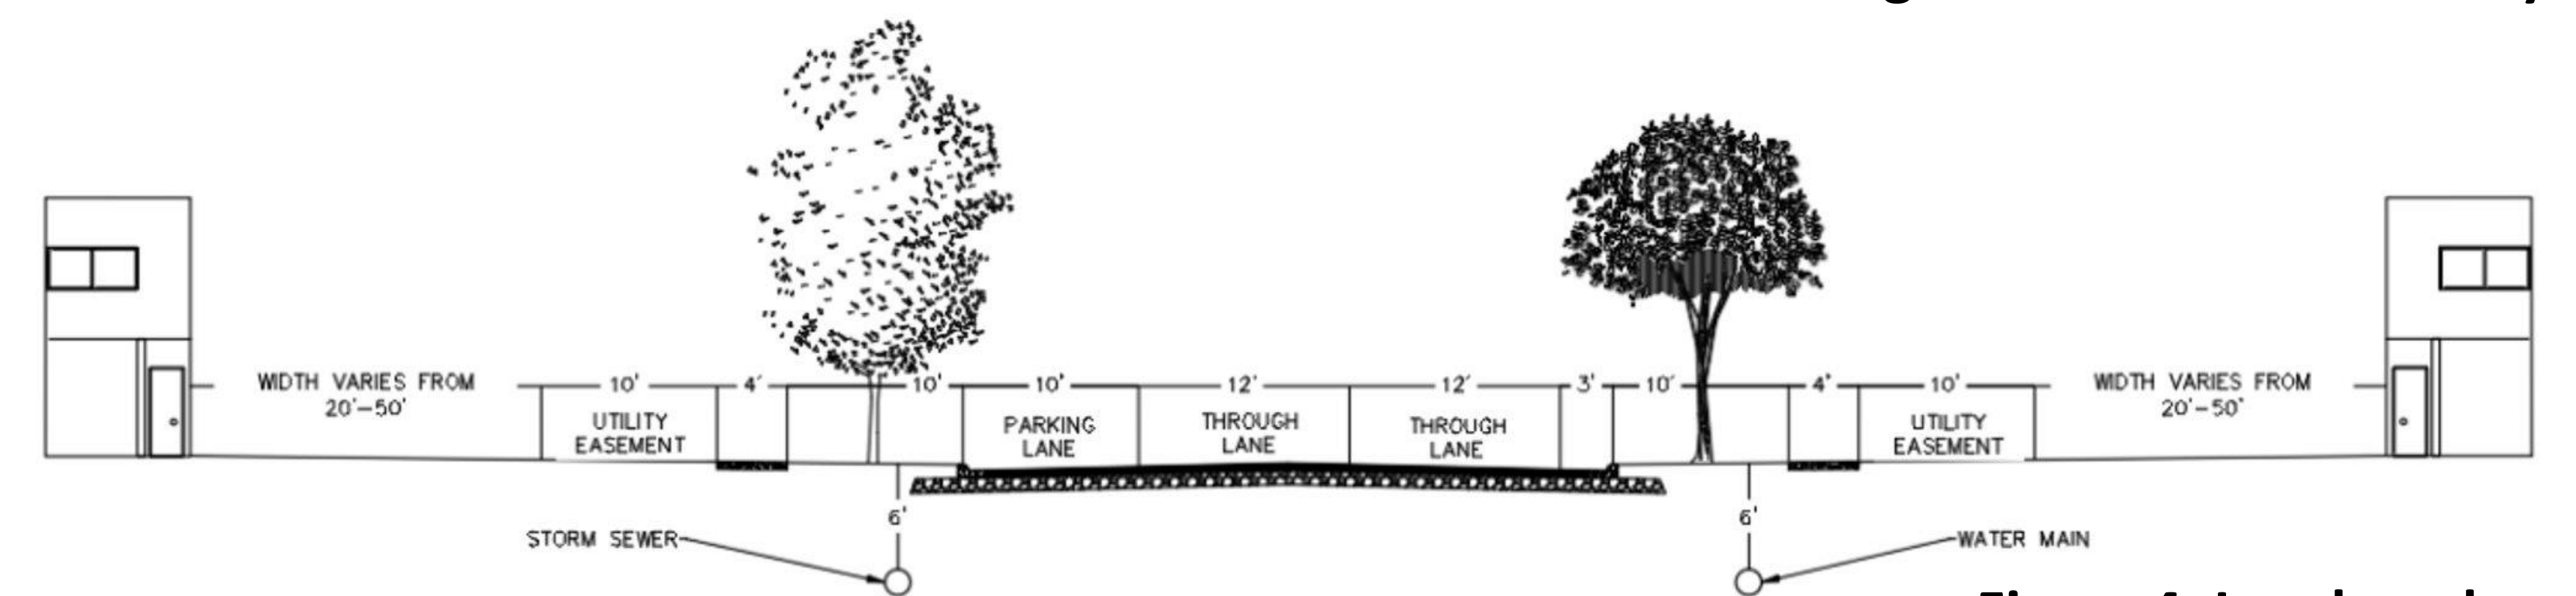 WIDTH VARIES FROM
20'-50'
10'
UTILITY
EASEMENT
4'
10'
10'
PARKING
LANE
12'
THROUGH
LANE
12'
THROUGH
LANE
3'
10'
4'
10'
UTILITY
EASEMENT
WIDTH VARIES FROM
20'-50'
6'
6'
STORM SEWER
WATER MAIN